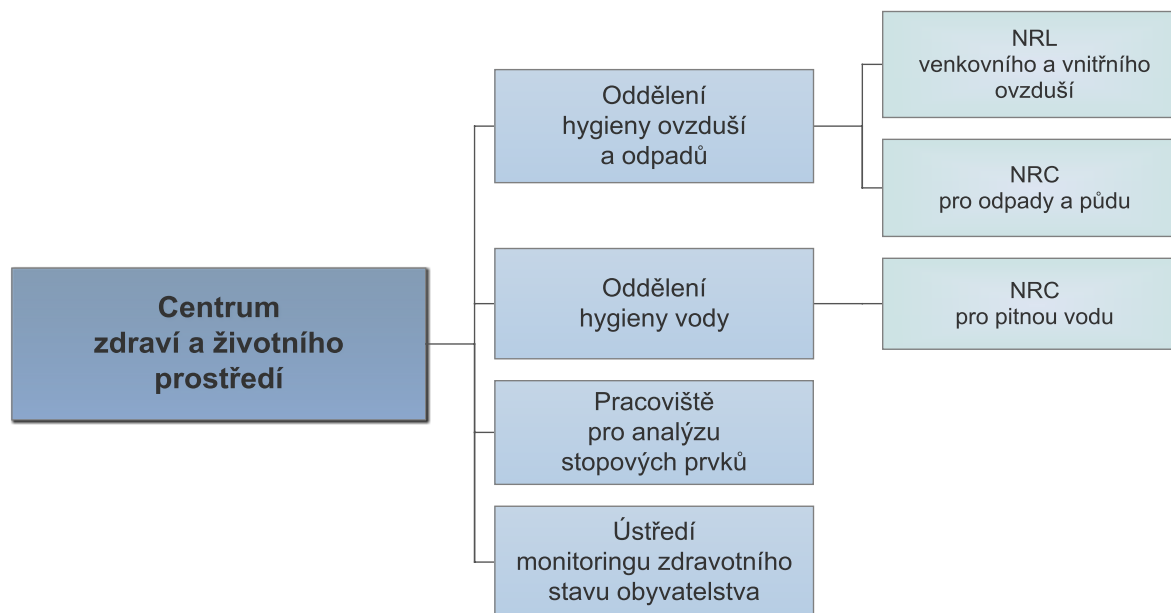 Centrum
zdraví a životního
prostředí
Oddělení
hygieny ovzduší
a odpadů
NRL
venkovního a vnitřního
ovzduší
NRC
pro odpady a půdu
Oddělení
hygieny vody
NRC
pro pitnou vodu
Pracoviště
pro analýzu
stopových prvků
Ústředí
monitoringu zdravotního
stavu obyvatelstva